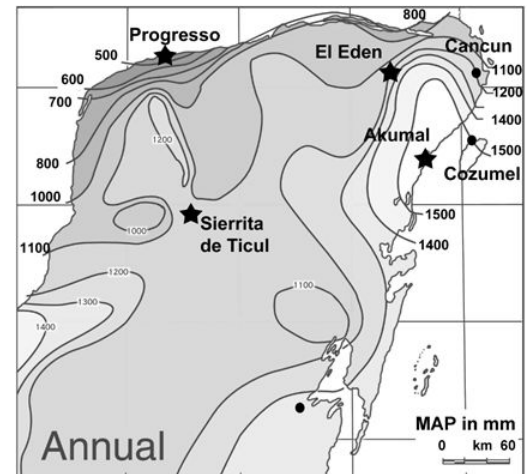 800
Progresso
500
El Eden
Cancun
600
1100
700
1200
1400
1200
Akumal
800
1500
Cozumel
1000
1000
1500
Sierrita
de Ticul
1400
1100
1200
1100
1300
1400
MAP in mm
0 km 60
Annual